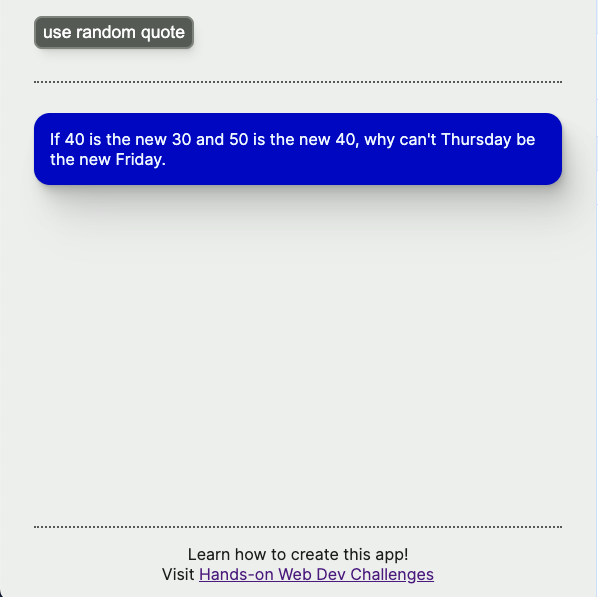 use random quote
If 40 is the new 30 and 50 is the new 40, why can't Thursday be
the new Friday.
Learn how to create this app!
Visit Hands-on Web Dev Challenges